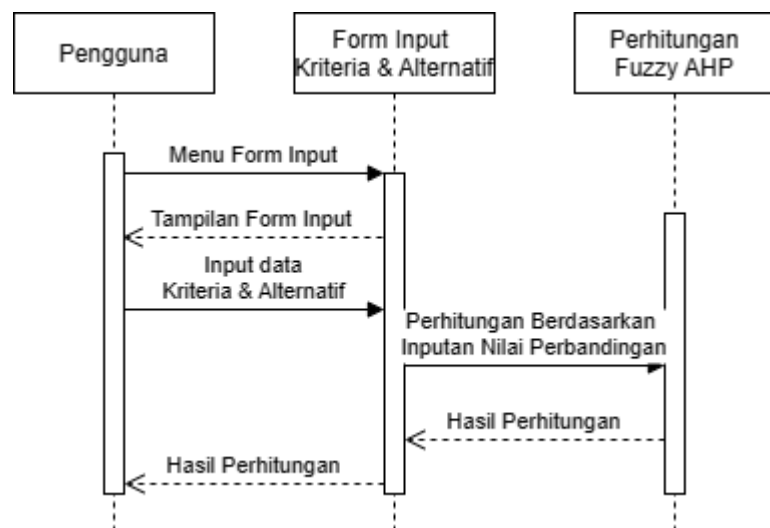 Pengguna
Form Input
Kriteria & Alternatif
Perhitungan
Fuzzy AHP
Menu Form Input
Tampilan Form Input
Input data
Kriteria & Alternatif
Perhitungan Berdasarkan
Inputan Nilai Perbandingan
Hasil Perhitungan
Hasil Perhitungan